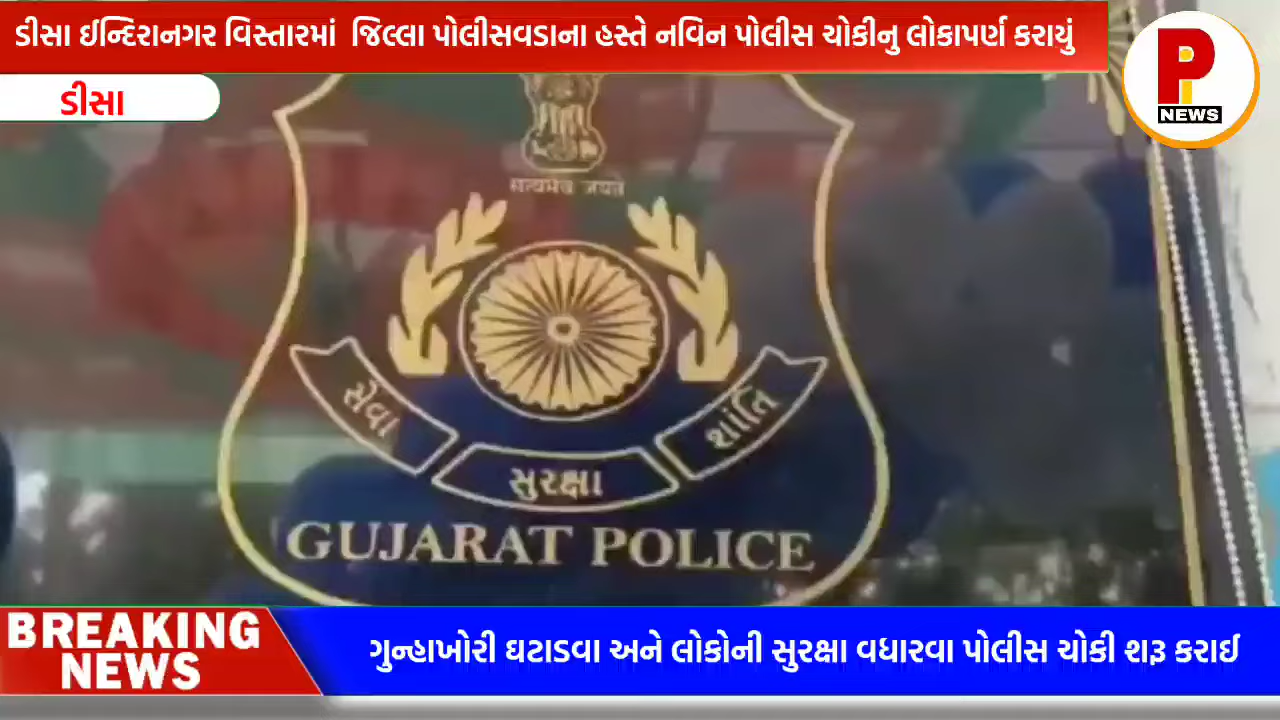 ડીસા ઈન્દિરાનગર વિસ્તારમાં જિલ્લા પોલીસવડાના હસ્તે નવિન પોલીસ ચોકીનુ લોકાપર્ણ કરાયું
ડીસા
PI
NEWS
सत्यमेव जयते
સેવા
સુરક્ષા
શાંતિ
GUJARAT POLICE
BREAKING
NEWS
ગુન્હાખોરી ઘટાડવા અને લોકોની સુરક્ષા વધારવા પોલીસ ચોકી શરૂ કરાઈ